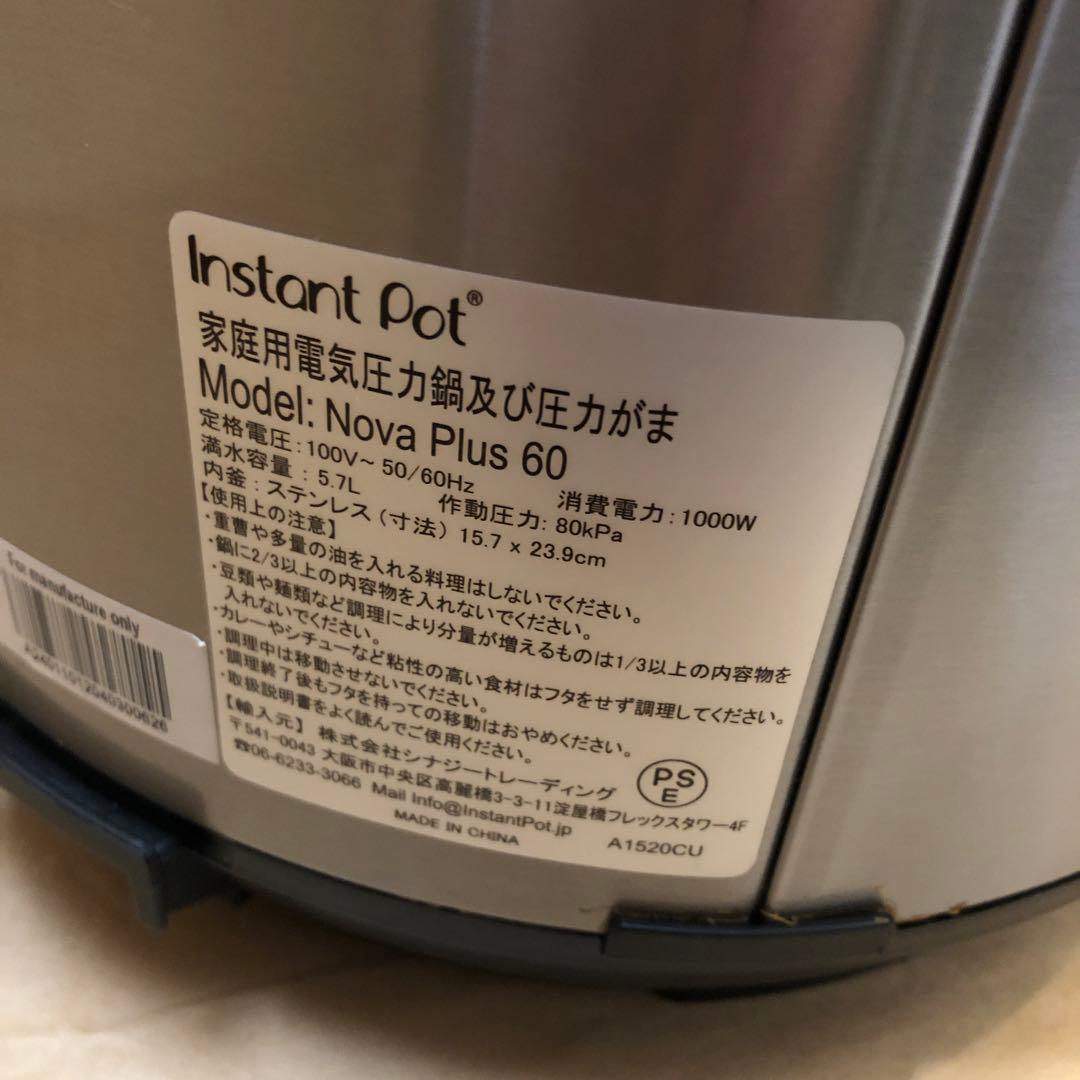 Instant Pot®
家庭用電気圧力鍋及び圧力がま
Model: Nova Plus 60
定格電圧：100V~ 50/60Hz 消費電力：1000W
満水容量：5.7L 作動圧力：80kPa
内釜：ステンレス（寸法）15.7 x 23.9cm
【使用上の注意】
・重曹や多量の油を入れる料理はしないでください。
・鍋に2/3以上の内容物を入れないでください。
・豆類や麺類など調理により分量が増えるものは1/3以上の内容物を
入れないでください。
・カレーやシチューなど粘性の高い食材はフタをせず調理してください。
・調理中は移動させないでください。
・調理終了後もフタを持っての移動はおやめください。
・取扱説明書をよく読んでご使用ください。
【輸入元】 株式会社シナジートレーディング
〒541-0043 大阪市中央区高麗橋3-3-11淀屋橋フレックスタワー4F
☎06-6233-3066 Mail Info@InstantPot.jp
MADE IN CHINA
A1520CU
PS
E
For manufacture only
A24011012040300626